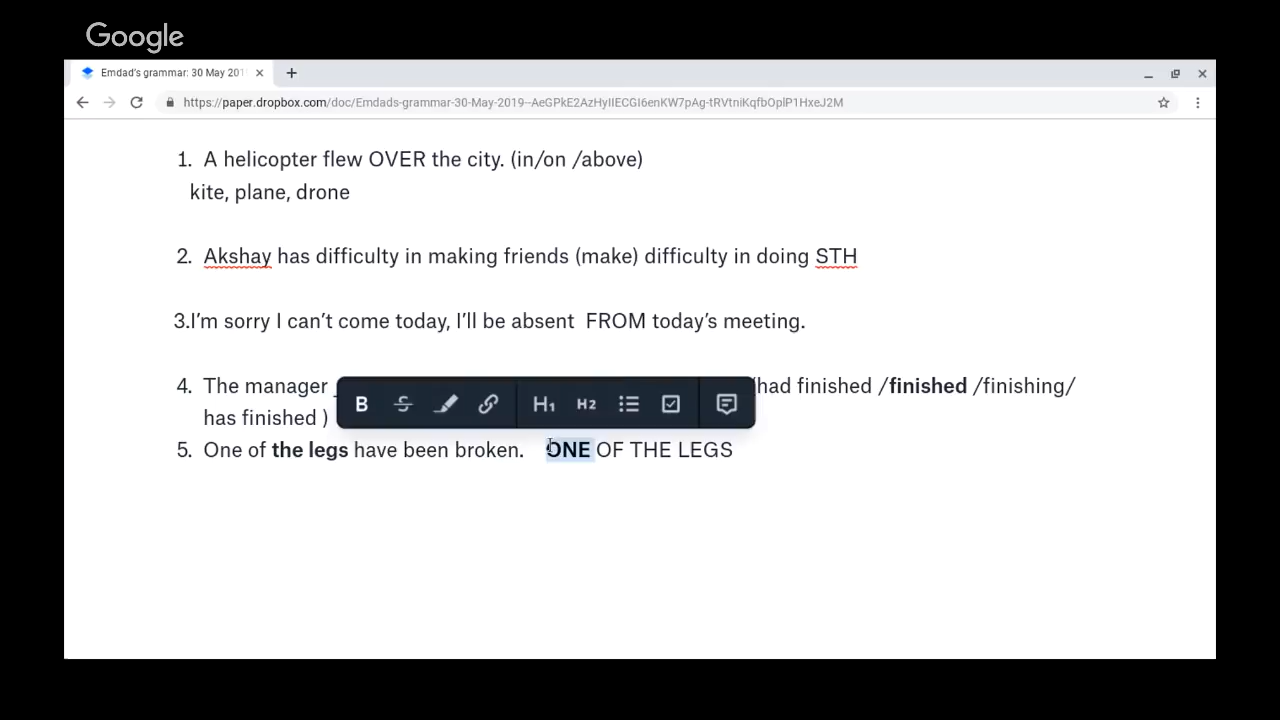 Google
Emdad's grammar: 30 May 201
https://paper.dropbox.com/doc/Emdads-grammar-30-May-2019--AeGPkE2AzHyIIECGI6enKW7pAg-tRVtniKqfbOplP1HxeJ2M
1. A helicopter flew OVER the city. (in/on /above)
kite, plane, drone
2. Akshay has difficulty in making friends (make) difficulty in doing STH
3.I'm sorry I can't come today, I'll be absent FROM today's meeting.
4. The manager had finished /finished /finishing/
has finished )
B S H1 H2
5. One of the legs have been broken. ONE OF THE LEGS